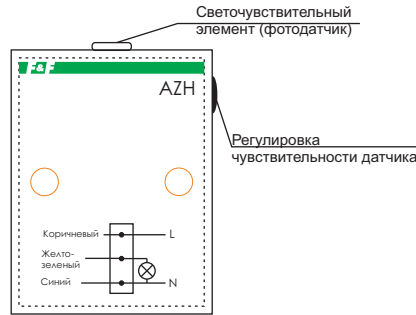 Светочувствительный
элемент (фотодатчик)
F&F
AZH
Регулировка
чувствительности датчика
Коричневый
L
Желто-
зеленый
Синий
N